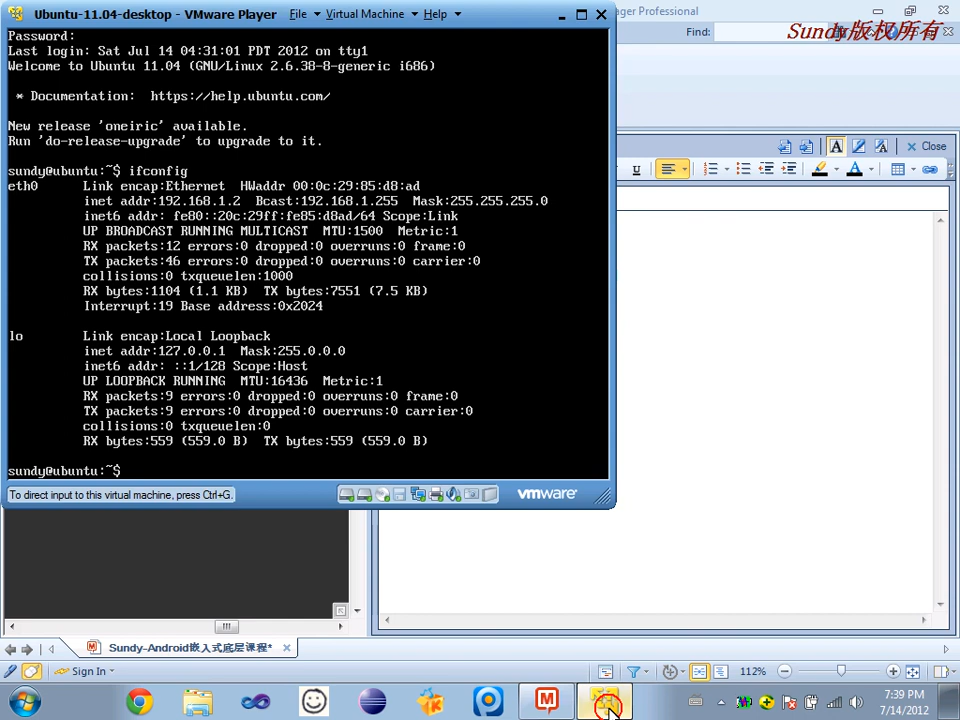 Ubuntu-11.04-desktop - VMware Player File Virtual Machine Help
ager Professional
Find:
Sundy版权所有
Close
Password:
Last login: Sat Jul 14 04:31:01 PDT 2012 on tty1
Welcome to Ubuntu 11.04 (GNU/Linux 2.6.38-8-generic i686)
* Documentation: https://help.ubuntu.com/
New release 'oneiric' available.
Run 'do-release-upgrade' to upgrade to it.
sundy@ubuntu:~$ ifconfig
eth0 Link encap:Ethernet HWaddr 00:0c:29:85:d8:ad
inet addr:192.168.1.2 Bcast:192.168.1.255 Mask:255.255.255.0
inet6 addr: fe80::20c:29ff:fe85:d8ad/64 Scope:Link
UP BROADCAST RUNNING MULTICAST MTU:1500 Metric:1
RX packets:12 errors:0 dropped:0 overruns:0 frame:0
TX packets:46 errors:0 dropped:0 overruns:0 carrier:0
collisions:0 txqueuelen:1000
RX bytes:1104 (1.1 KB) TX bytes:7551 (7.5 KB)
Interrupt:19 Base address:0x2024
lo Link encap:Local Loopback
inet addr:127.0.0.1 Mask:255.0.0.0
inet6 addr: ::1/128 Scope:Host
UP LOOPBACK RUNNING MTU:16436 Metric:1
RX packets:9 errors:0 dropped:0 overruns:0 frame:0
TX packets:9 errors:0 dropped:0 overruns:0 carrier:0
collisions:0 txqueuelen:0
RX bytes:559 (559.0 B) TX bytes:559 (559.0 B)
sundy@ubuntu:~$
To direct input to this virtual machine, press Ctrl+G.
vmware
Sundy-Android嵌入式底层课程*
Sign In
112%
7:39 PM
7/14/2012